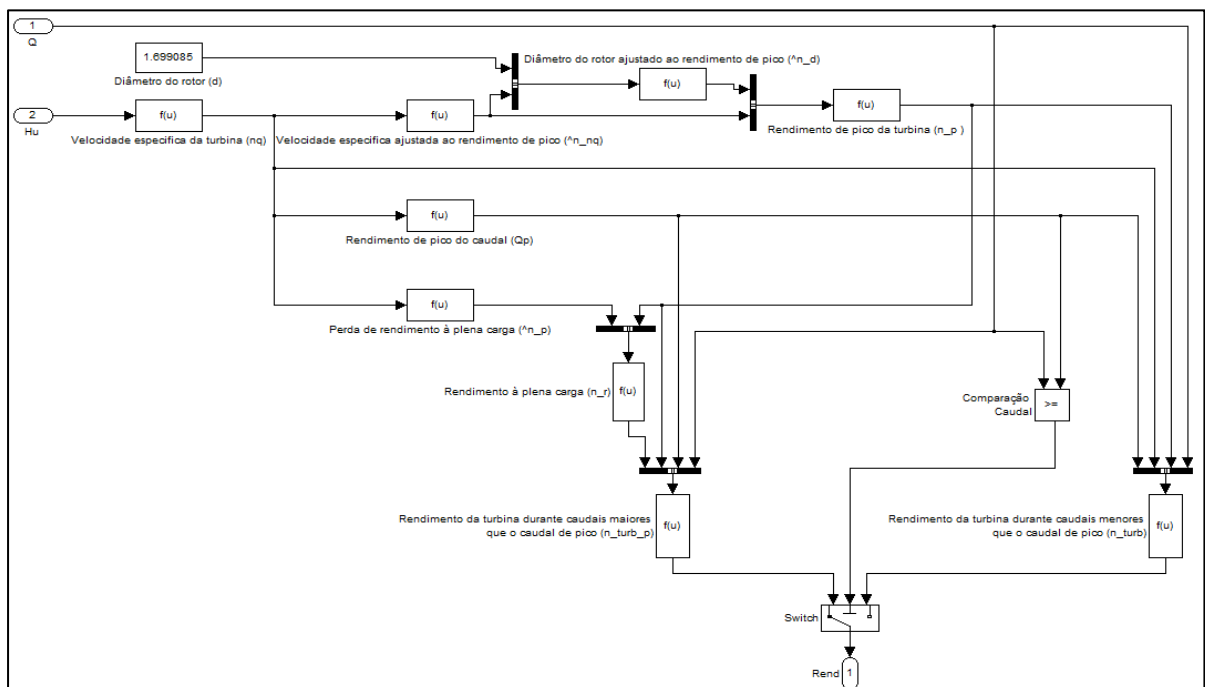 1
Q
1.699085
Diâmetro do rotor (d)
Diâmetro do rotor ajustado ao rendimento de pico (^n_d)
f(u)
2
Hu
f(u)
Velocidade especifica da turbina (nq)
f(u)
Velocidade especifica ajustada ao rendimento de pico (^n_nq)
f(u)
Rendimento de pico da turbina (n_p )
f(u)
Rendimento de pico do caudal (Qp)
f(u)
Perda de rendimento à plena carga (^n_p)
Rendimento à plena carga (n_r)
f(u)
Comparação
Caudal
>=
Rendimento da turbina durante caudais maiores
que o caudal de pico (n_turb_p)
f(u)
Rendimento da turbina durante caudais menores
que o caudal de pico (n_turb)
f(u)
Switch
Rend
1